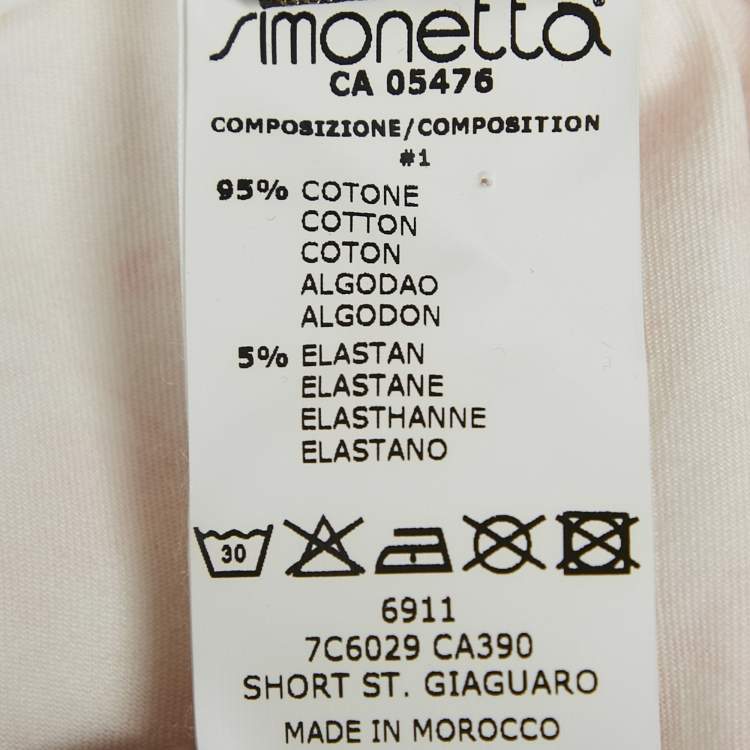 simonetta
CA 05476
COMPOSIZIONE/COMPOSITION
#1
95% COTONE
COTTON
COTON
ALGODAO
ALGODON
5% ELASTAN
ELASTANE
ELASTHANNE
ELASTANO
30
6911
7C6029 CA390
SHORT ST. GIAGUARO
MADE IN MOROCCO